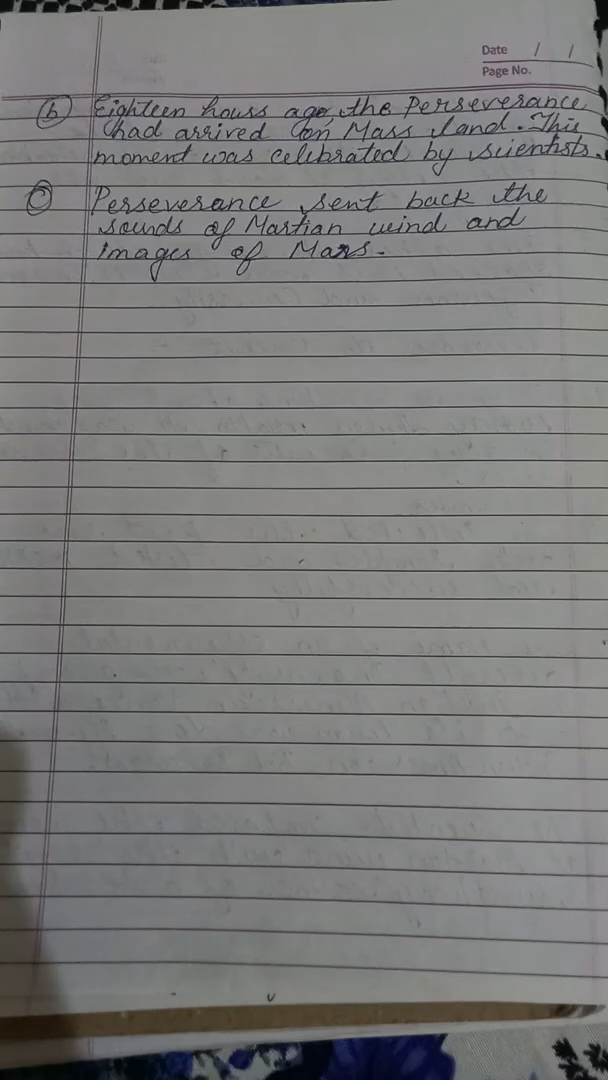 Date / /
Page No.
(b) Eighteen hours ago, the Perseverance
had arrived on Mass land. This
moment was celebrated by scientists.
(c) Perseverance sent back the
sounds of Martian wind and
images of Mars.